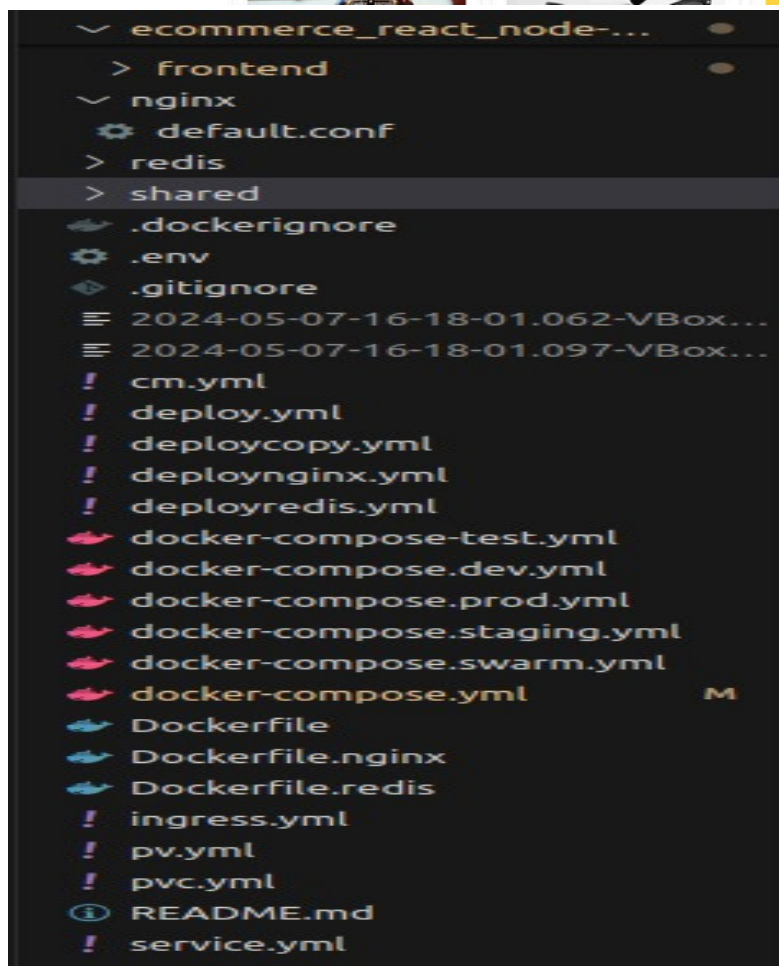 ecommerce_react_node-...
frontend
nginx
default.conf
redis
shared
.dockerignore
.env
.gitignore
2024-05-07-16-18-01.062-VBox...
2024-05-07-16-18-01.097-VBox...
cm.yml
deploy.yml
deploycopy.yml
deploynginx.yml
deployredis.yml
docker-compose-test.yml
docker-compose.dev.yml
docker-compose.prod.yml
docker-compose.staging.yml
docker-compose.swarm.yml
docker-compose.yml M
Dockerfile
Dockerfile.nginx
Dockerfile.redis
ingress.yml
pv.yml
pvc.yml
README.md
service.yml